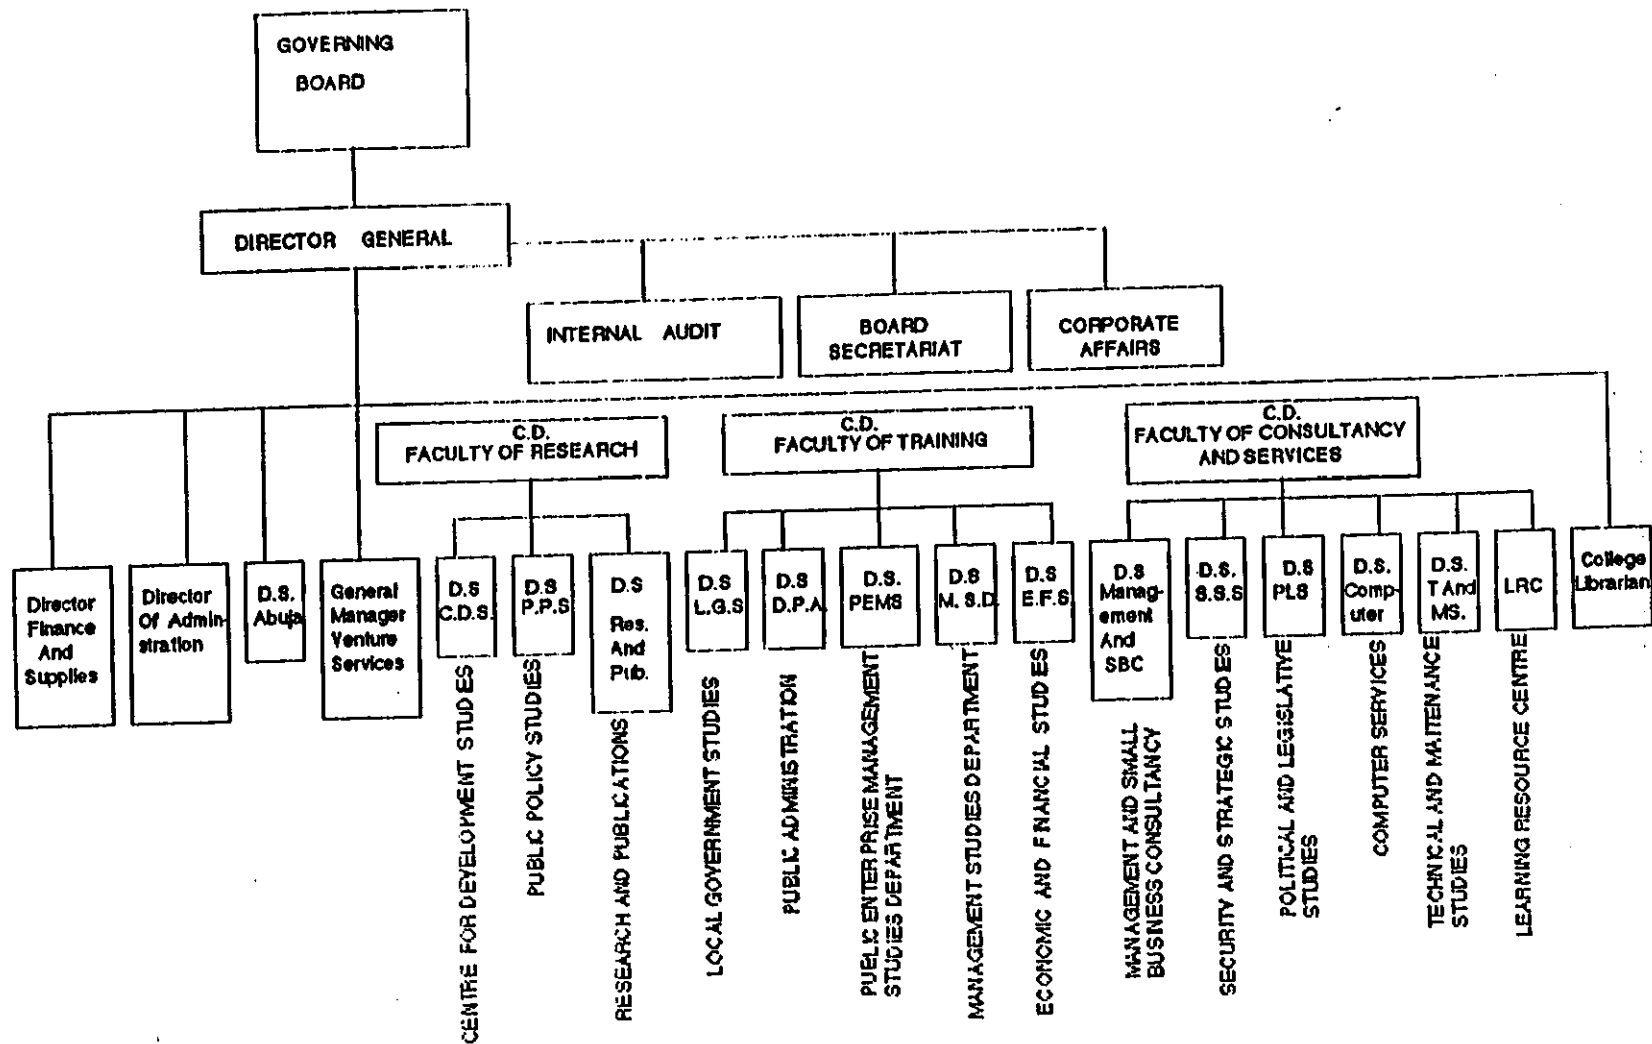 GOVERNING
BOARD
DIRECTOR GENERAL
INTERNAL AUDIT
BOARD
SECRETARIAT
CORPORATE
AFFAIRS
C.D.
FACULTY OF RESEARCH
C.D.
FACULTY OF TRAINING
C.D.
FACULTY OF CONSULTANCY
AND SERVICES
Director
Finance
And
Supplies
Director
Of Admin-
stration
D.S.
Abuja
General
Manager
Venture
Services
D.S
C.D.S.
D.S
P.P.S
D.S
Res.
And
Pub.
D.S
L.G.S
D.S
D.P.A.
D.S.
PEMS
D.S
M. S.D.
D.S
E.F.S
D.S
Manag-
ement
And
SBC
D.S.
S.S.S
D.S
PLS
D.S.
Comp-
uter
D.S.
T And
MS.
LRC
College
Librarian
CENTRE FOR DEVELOPMENT STUDIES
PUBLIC POLICY STUDIES
RESEARCH AND PUBLICATIONS
LOCAL GOVERNMENT STUDIES
PUBLIC ADMINISTRATION
PUBLIC ENTERPRISE MANAGEMENT
STUDIES DEPARTMENT
MANAGEMENT STUDIES DEPARTMENT
ECONOMIC AND FINANCIAL STUDIES
MANAGEMENT AND SMALL
BUSINESS CONSULTANCY
SECURITY AND STRATEGIC STUDIES
POLITICAL AND LEGISLATIVE
STUDIES
COMPUTER SERVICES
TECHNICAL AND MAITENANCE
STUDIES
LEARNING RESOURCE CENTRE